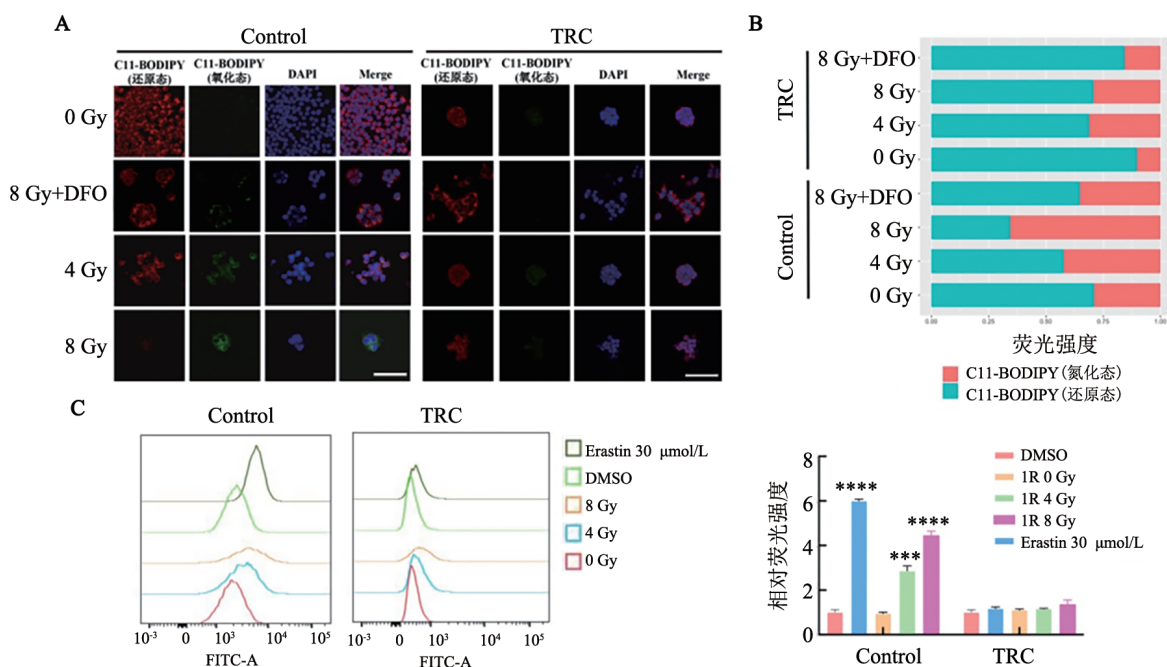 A
Control
TRC
C11-BODIPY
(还原态)
C11-BODIPY
(氧化态)
DAPI
Merge
C11-BODIPY
(还原态)
C11-BODIPY
(氧化态)
DAPI
Merge
0 Gy
8 Gy+DFO
4 Gy
8 Gy
B
TRC
8 Gy+DFO
8 Gy
4 Gy
0 Gy
Control
8 Gy+DFO
8 Gy
4 Gy
0 Gy
0.00 0.25 0.50 0.75 1.00
荧光强度
C11-BODIPY(氮化态)
C11-BODIPY(还原态)
C
Control
TRC
10-3 0 103 104 105
FITC-A
10-3 0 103 104 105
FITC-A
Erastin 30 μmol/L
DMSO
8 Gy
4 Gy
0 Gy
相对荧光强度
8
6
4
2
0
****
***
****
Control
TRC
DMSO
1R 0 Gy
1R 4 Gy
1R 8 Gy
Erastin 30 μmol/L